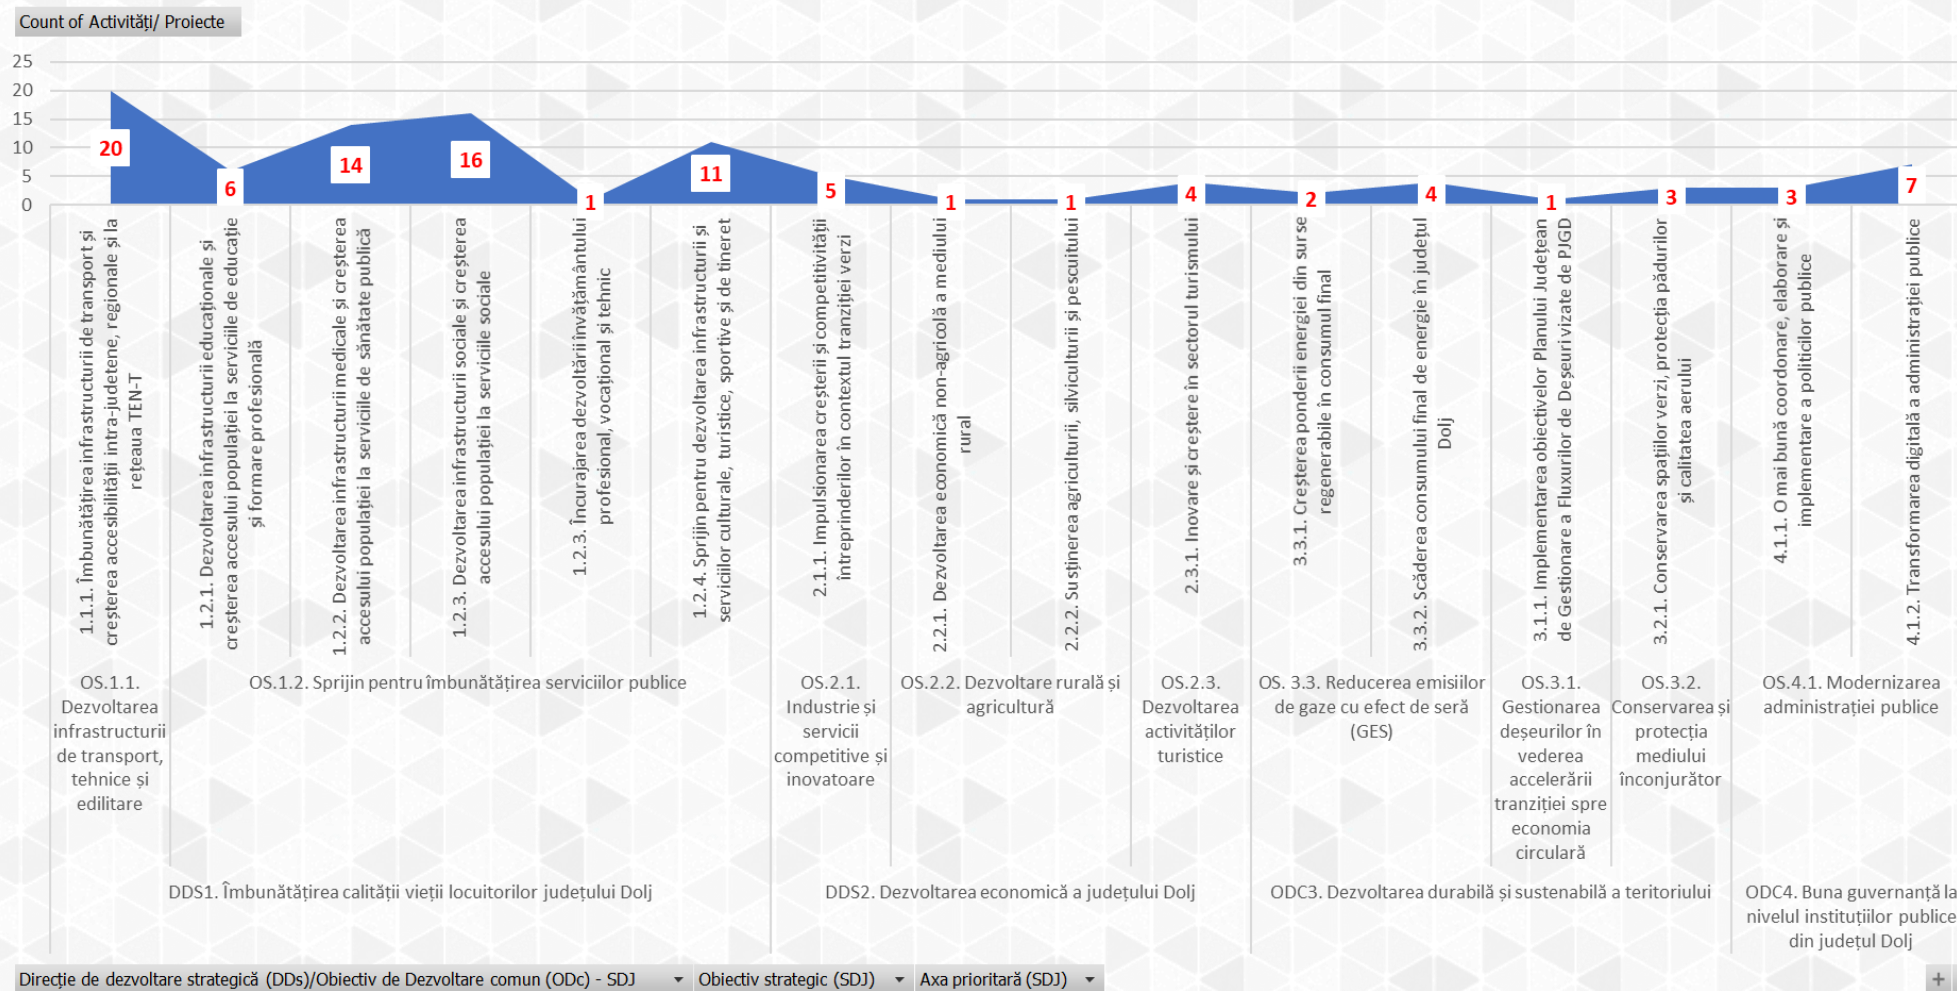 Count of Activități/ Proiecte
25
20
15
10
5
0
20
6
14
16
1
11
5
1
1
4
2
4
1
3
3
7
1.1.1. Îmbunătățirea infrastructurii de transport și
creșterea accesibilității intra-judetene, regionale și la
rețeaua TEN-T
1.2.1. Dezvoltarea infrastructurii educaționale și
creșterea accesului populației la serviciile de educație
și formare profesională
1.2.2. Dezvoltarea infrastructurii medicale și creșterea
accesului populației la serviciile de sănătate publică
1.2.3. Dezvoltarea infrastructurii sociale și creșterea
accesului populației la serviciile sociale
1.2.3. Încurajarea dezvoltării învățământului
profesional, vocațional și tehnic
1.2.4. Sprijin pentru dezvoltarea infrastructurii și
serviciilor culturale, turistice, sportive și de tineret
2.1.1. Impulsionarea creșterii și competitivității
întreprinderilor în contextul tranziției verzi
2.2.1. Dezvoltarea economică non-agricolă a mediului
rural
2.2.2. Susținerea agriculturii, silviculturii și pescuitului
2.3.1. Inovare și creștere în sectorul turismului
3.3.1. Creșterea ponderii energiei din surse
regenerabile în consumul final
3.3.2. Scăderea consumului final de energie în județul
Dolj
3.1.1. Implementarea obiectivelor Planului Județean
de Gestionare a Fluxurilor de Deșeuri vizate de PJGD
3.2.1. Conservarea spațiilor verzi, protecția pădurilor
și calitatea aerului
4.1.1. O mai bună coordonare, elaborare și
implementare a politicilor publice
4.1.2. Transformarea digitală a administrației publice
OS.1.1.
Dezvoltarea
infrastructurii
de transport,
tehnice și
edilitare
OS.1.2. Sprijin pentru îmbunătățirea serviciilor publice
OS.2.1.
Industrie și
servicii
competitive și
inovatoare
OS.2.2. Dezvoltare rurală și
agricultură
OS.2.3.
Dezvoltarea
activităților
turistice
OS. 3.3. Reducerea emisiilor
de gaze cu efect de seră
(GES)
OS.3.1.
Gestionarea
deșeurilor în
vederea
accelerării
tranziției spre
economia
circulară
OS.3.2.
Conservarea și
protecția
mediului
înconjurător
OS.4.1. Modernizarea
administrației publice
DDS1. Îmbunătățirea calității vieții locuitorilor județului Dolj
DDS2. Dezvoltarea economică a județului Dolj
ODC3. Dezvoltarea durabilă și sustenabilă a teritoriului
ODC4. Buna guvernanță la
nivelul instituțiilor publice
din județul Dolj
Direcție de dezvoltare strategică (DDs)/Obiectiv de Dezvoltare comun (ODc) - SDJ
Obiectiv strategic (SDJ)
Axa prioritară (SDJ)
+